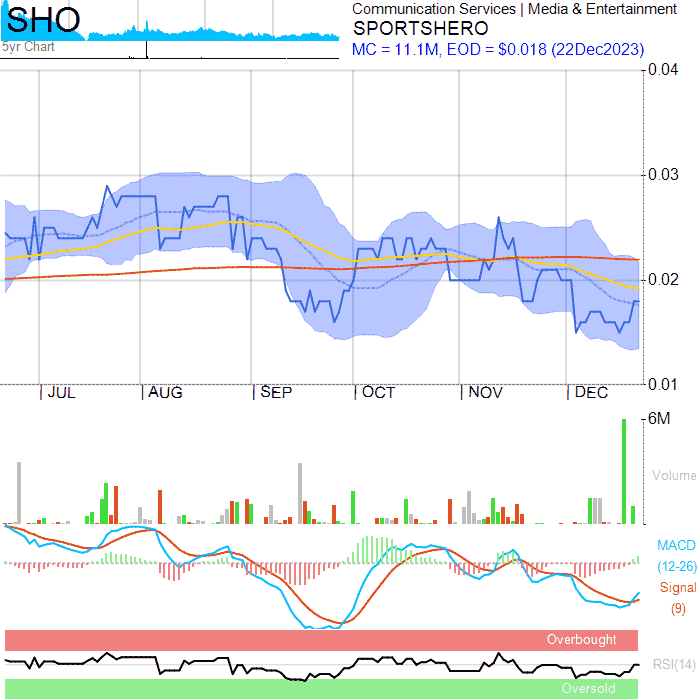 SHO
Communication Services | Media & Entertainment
SPORTSHERO
5yr Chart
MC = 11.1M, EOD = $0.018 (22Dec2023)
0.04
0.03
0.02
0.01
| JUL | AUG | SEP | OCT | NOV | DEC
6M
Volume
MACD
(12-26)
Signal
(9)
Overbought
RSI(14)
Oversold